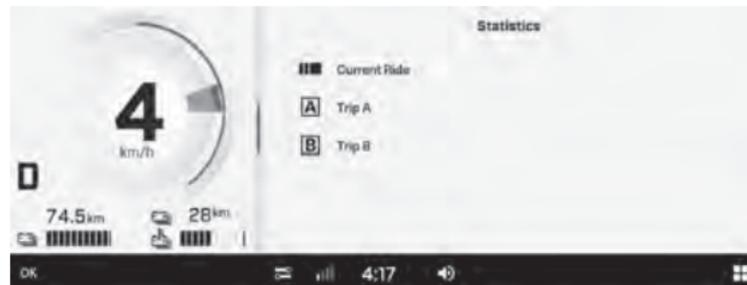 Statistics
Current Ride
A Trip A
B Trip B
4
km/h
D
74.5km 28km
OK 4:17